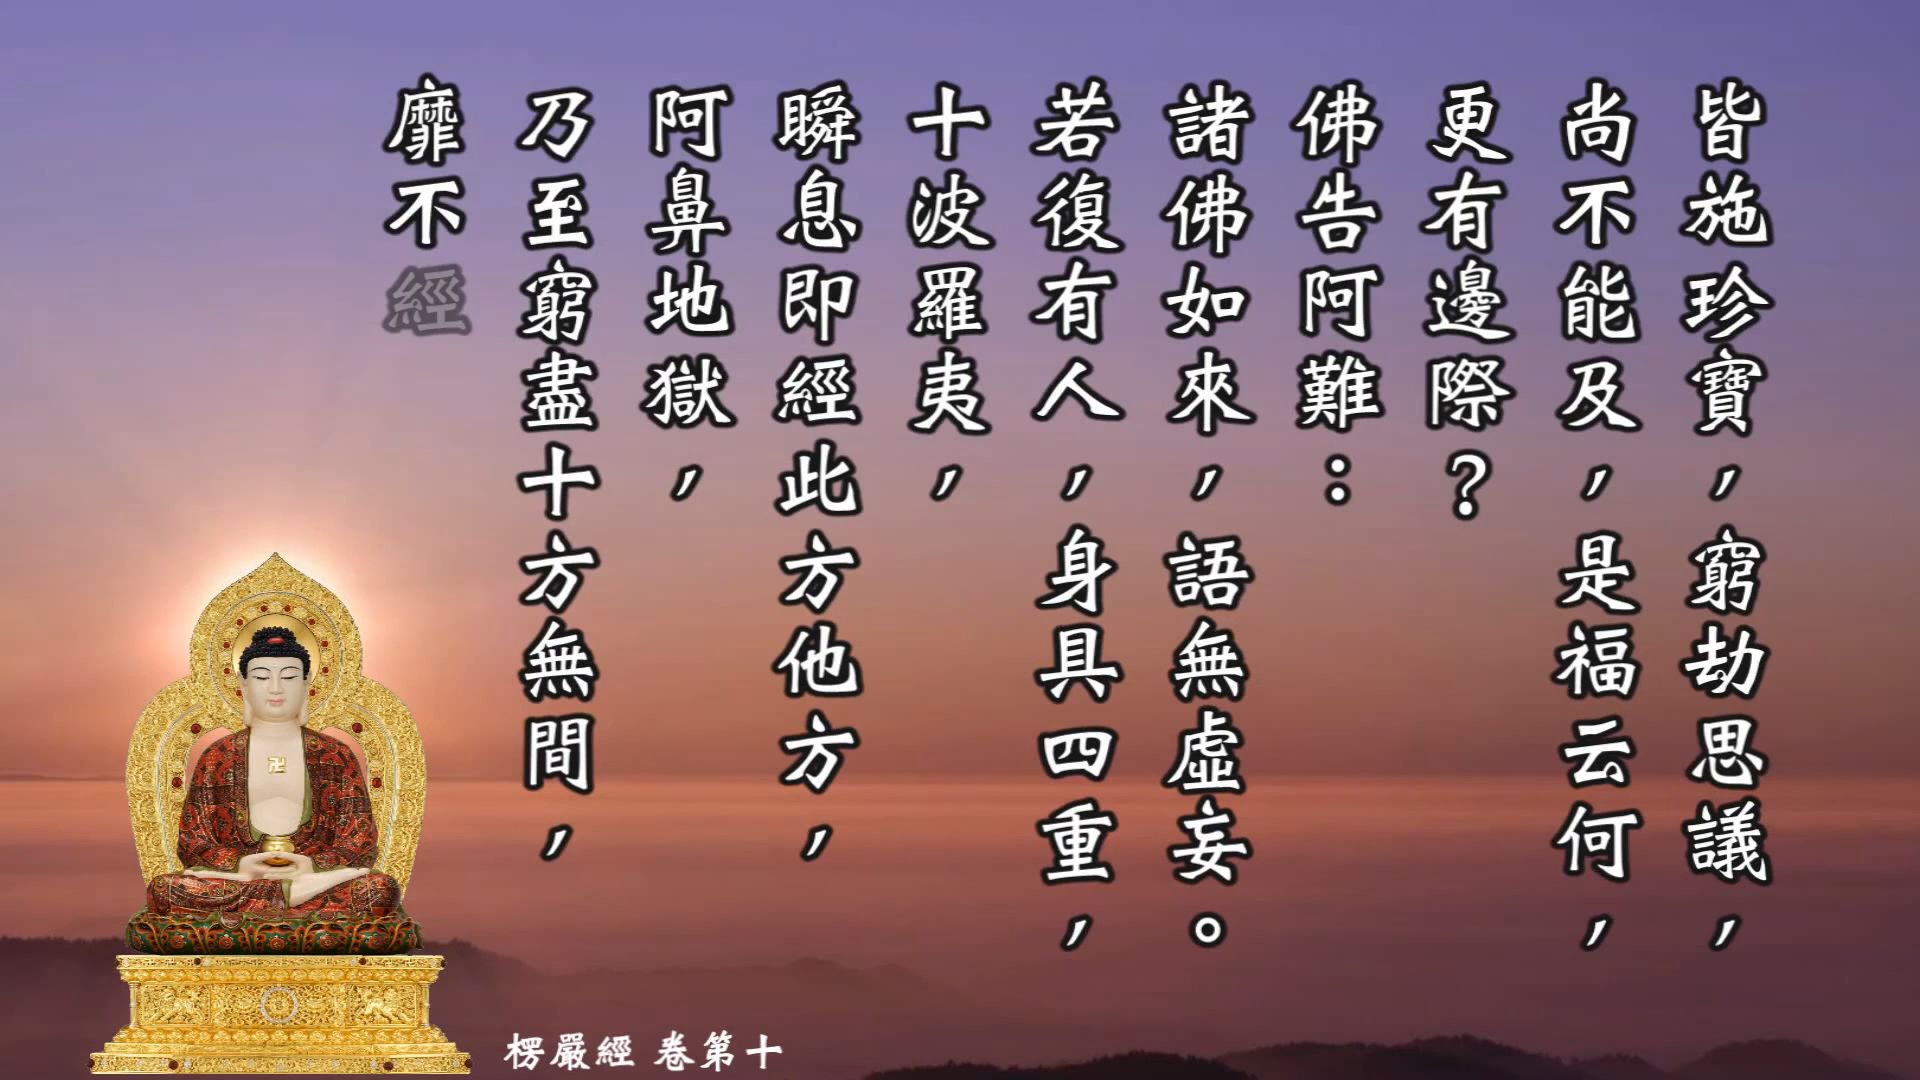 皆施珍寶，窮劫思議，
尚不能及，是福云何，
更有邊際？
佛告阿難：
諸佛如來，語無虛妄。
若復有人，身具四重，
十波羅夷，
瞬息即經此方他方，
阿鼻地獄，
乃至窮盡十方無間，
靡不經
楞嚴經 卷第十